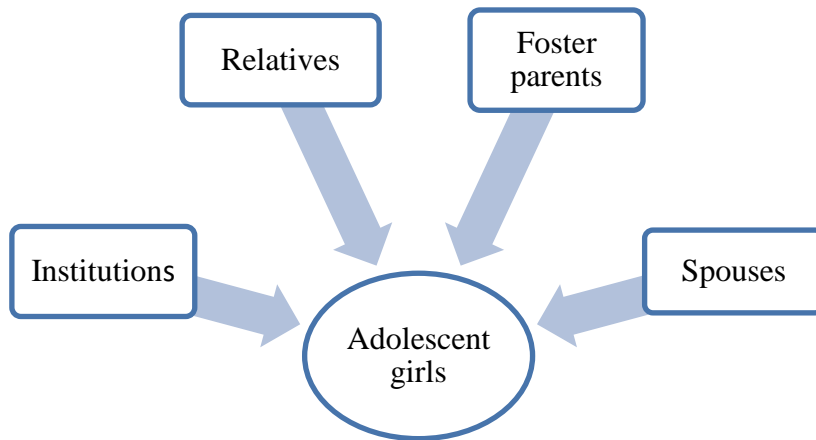 Relatives
Foster
parents
Institutions
Spouses
Adolescent
girls